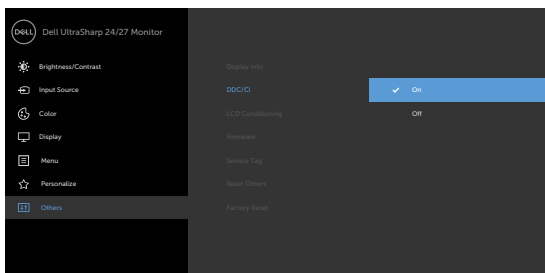 DELL
Dell UltraSharp 24/27 Monitor
Brightness/Contrast
Input Source
Color
Display
Menu
Personalize
Others
Display Info
DDC/CI
LCD Conditioning
Firmware
Service Tag
Reset Others
Factory Reset
On
Off